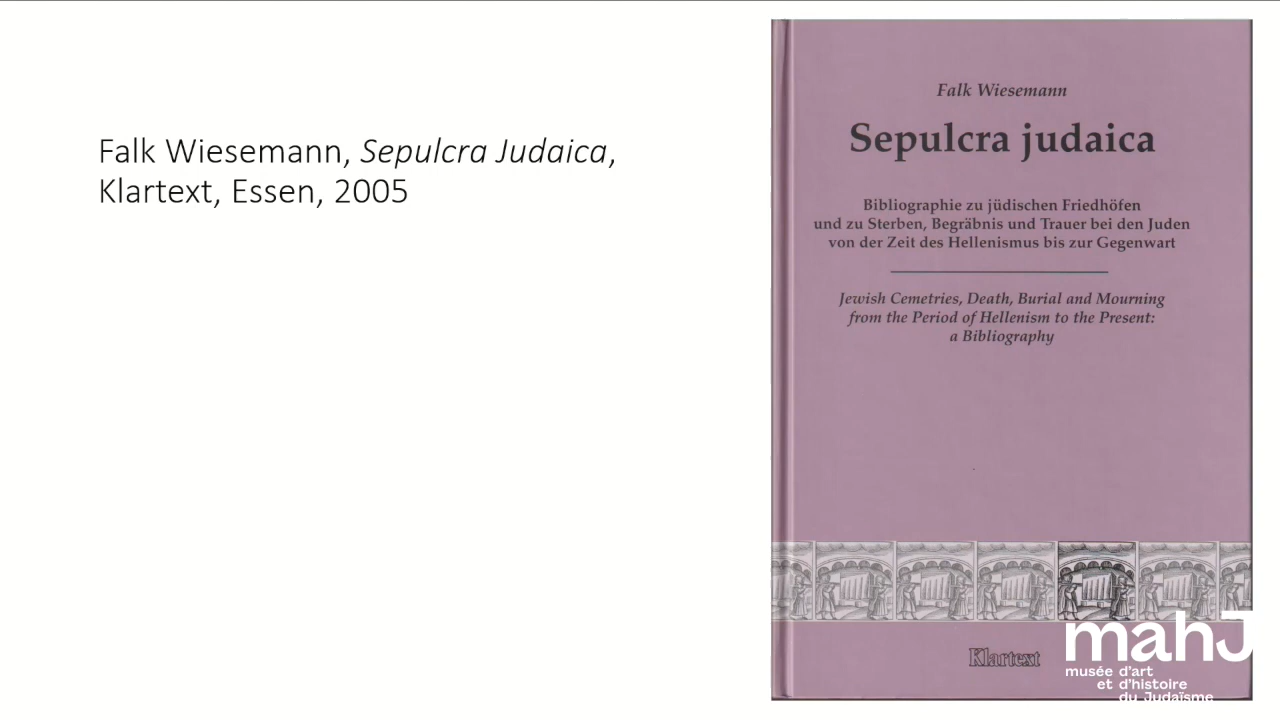 Falk Wiesemann, Sepulcra Judaica,
Klartext, Essen, 2005
Falk Wiesemann
Sepulcra judaica
Bibliographie zu jüdischen Friedhöfen
und zu Sterben, Begräbnis und Trauer bei den Juden
von der Zeit des Hellenismus bis zur Gegenwart
Jewish Cemetries, Death, Burial and Mourning
from the Period of Hellenism to the Present:
a Bibliography
Klartext
mahJ
musée d'art
et d'histoire
du Judaïsme